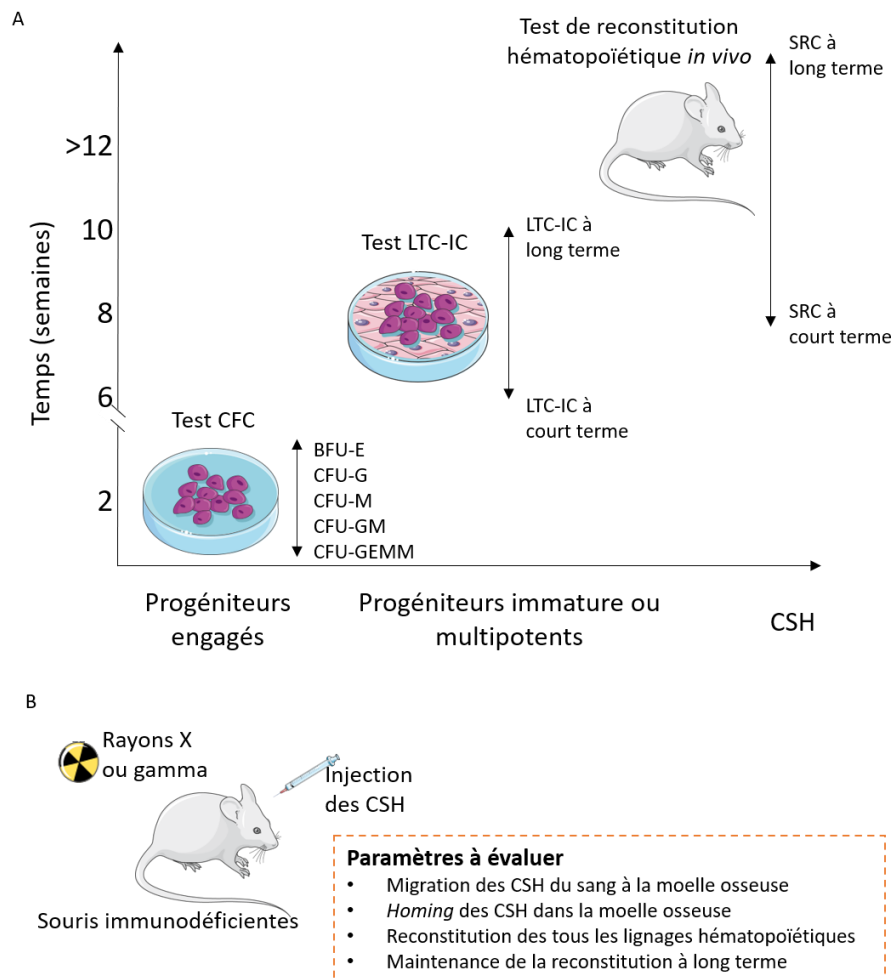 A
Test de reconstitution
hématopoïétique in vivo
SRC à
long terme
>12
10
8
6
2
Temps (semaines)
Test LTC-IC
LTC-IC à
long terme
SRC à
court terme
LTC-IC à
court terme
Test CFC
BFU-E
CFU-G
CFU-M
CFU-GM
CFU-GEMM
Progéniteurs
engagés
Progéniteurs immature ou
multipotents
CSH
B
Rayons X
ou gamma
Injection
des CSH
Souris immunodéficientes
Paramètres à évaluer
• Migration des CSH du sang à la moelle osseuse
• Homing des CSH dans la moelle osseuse
• Reconstitution des tous les lignages hématopoïétiques
• Maintenance de la reconstitution à long terme